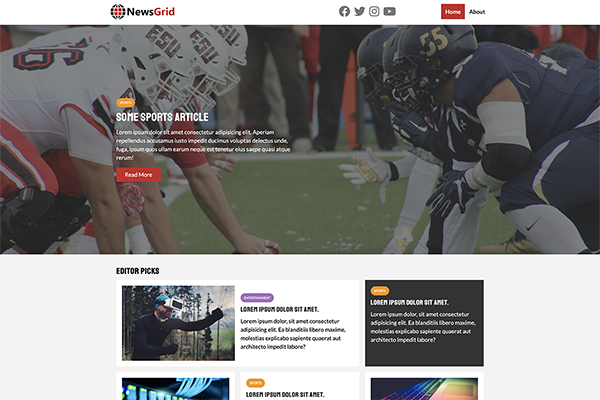 NewsGrid
Home About
ESU
ESU
55
SPORTS
SOME SPORTS ARTICLE
Lorem ipsum dolor sit amet consectetur adipisicing elit. Aperiam
repellendus accusamus iusto impedit ducimus voluptas delectus unde,
fuga, ipsum quos ullam earum neque est tenetur eius saepe quasi atque
rerum!
Read More
EDITOR PICKS
ENTERTAINMENT
LOREM IPSUM DOLOR SIT AMET.
Lorem ipsum dolor, sit amet consectetur
adipisicing elit. Ea blanditiis libero maxime,
molestias explicabo sapiente quaerat
architecto impedit labore?
SPORTS
LOREM IPSUM DOLOR SIT AMET.
Lorem ipsum dolor, sit amet consectetur
adipisicing elit. Ea blanditiis libero maxime,
molestias explicabo sapiente quaerat
architecto impedit labore?
SPORTS
LOREM IPSUM DOLOR SIT AMET.